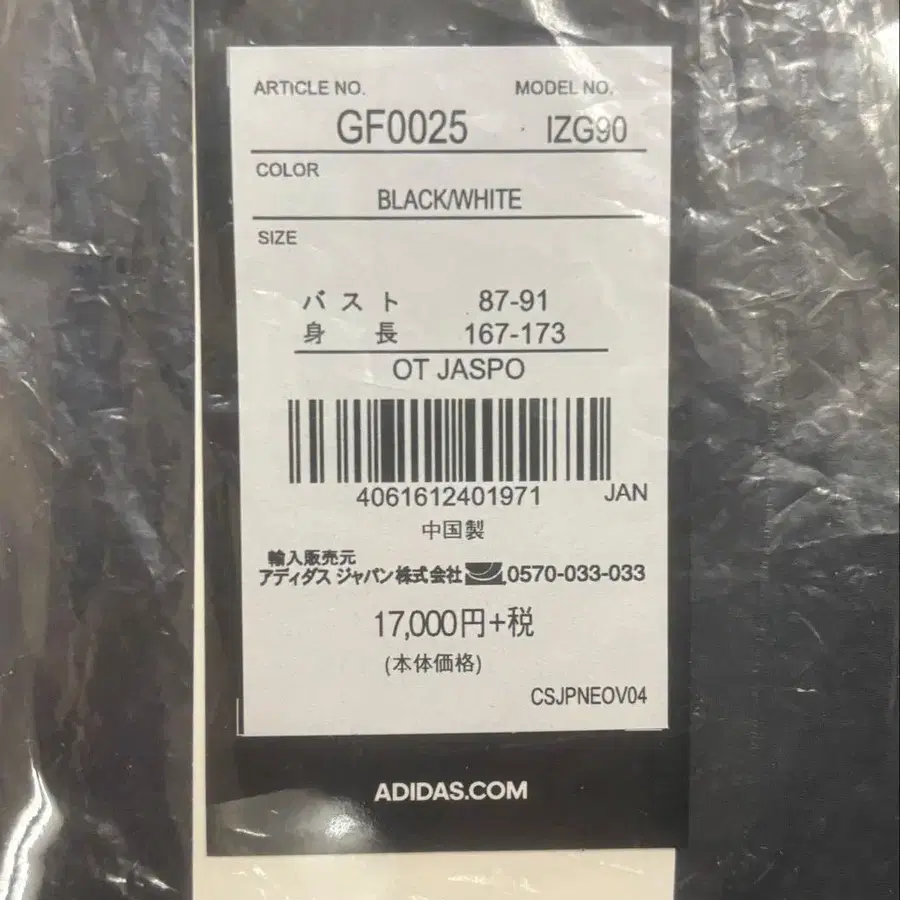 ARTICLE NO. MODEL NO.
GF0025 IZG90
COLOR
BLACK/WHITE
SIZE
バスト 87-91
身長 167-173
OT JASPO
4061612401971 JAN
中国製
輸入販売元
アディダス ジャパン株式会社 0570-033-033
17,000円+税
(本体価格)
CSJPNEOV04
ADIDAS.COM